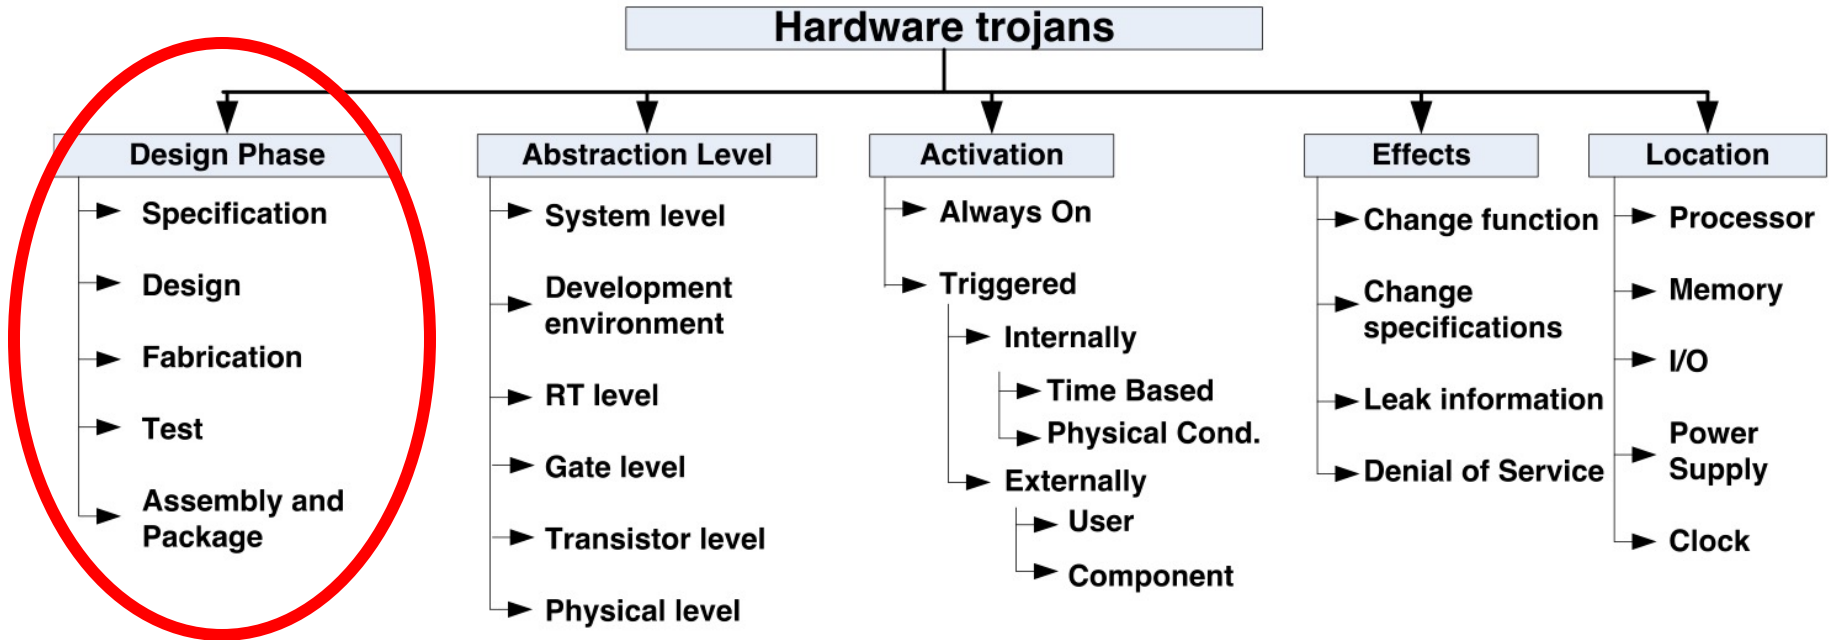 Hardware trojans
Design Phase
Specification
Design
Fabrication
Test
Assembly and
Package
Abstraction Level
System level
Development
environment
RT level
Gate level
Transistor level
Physical level
Activation
Always On
Triggered
Internally
Time Based
Physical Cond.
Externally
User
Component
Effects
Change function
Change
specifications
Leak information
Denial of Service
Location
Processor
Memory
I/O
Power
Supply
Clock